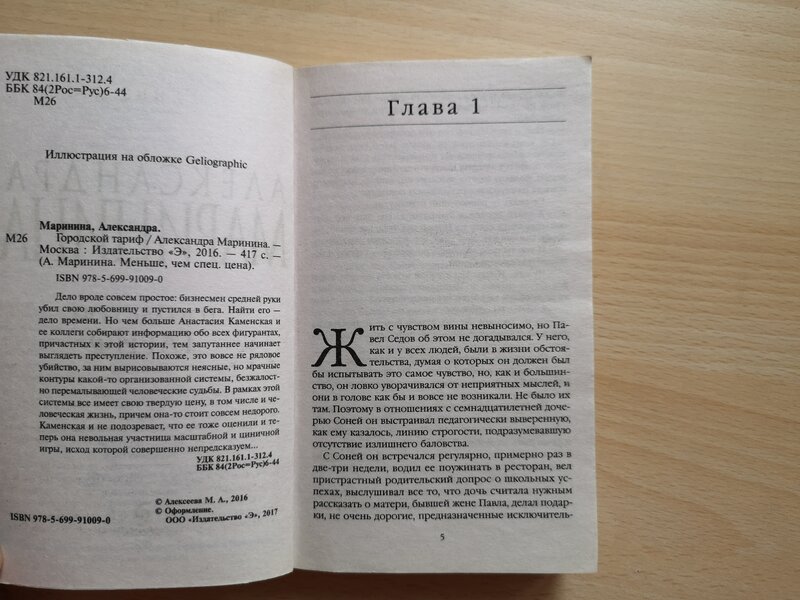 УДК 821.161.1-312.4
ББК 84(2Рос=Рус)6-44
М26
Иллюстрация на обложке Geliographic
Маринина, Александра.
М26 Городской тариф / Александра Маринина. —
Москва : Издательство «Э», 2016. — 417 с. —
(А. Маринина. Меньше, чем спец. цена).
ISBN 978-5-699-91009-0
Дело вроде совсем простое: бизнесмен средней руки
убил свою любовницу и пустился в бега. Найти его —
дело времени. Но чем больше Анастасия Каменская и
ее коллеги собирают информацию обо всех фигурантах,
причастных к этой истории, тем запутаннее начинает
выглядеть преступление. Похоже, это вовсе не рядовое
убийство, за ним вырисовываются неясные, но мрачные
контуры какой-то организованной системы, безжалост-
но перемалывающей человеческие судьбы. В рамках этой
системы все имеет свою твердую цену, в том числе и че-
ловеческая жизнь, причем она-то стоит совсем недорого.
Каменская и не подозревает, что ее тоже оценили и те-
перь она невольная участница масштабной и циничной
игры, исход которой совершенно непредсказуем...
УДК 821.161.1-312.4
ББК 84(2Рос=Рус)6-44
© Алексеева М. А., 2016
© Оформление.
ISBN 978-5-699-91009-0 ООО «Издательство «Э», 2017
Глава 1
Жить с чувством вины невыносимо, но Па-
вел Седов об этом не догадывался. У него,
как и у всех людей, были в жизни обстоя-
тельства, думая о которых он должен был
бы испытывать это самое чувство, но, как и большин-
ство, он ловко уворачивался от неприятных мыслей, и
они в голове как бы и вовсе не возникали. Не было их
там. Поэтому в отношениях с семнадцатилетней дочерью
Соней он выстраивал педагогически выверенную,
как ему казалось, линию строгости, подразумевавшую
отсутствие излишнего баловства.
С Соней он встречался регулярно, примерно раз в
две-три недели, водил ее поужинать в ресторан, вел
пристрастный родительский допрос о школьных ус-
пехах, выслушивал все то, что дочь считала нужным
рассказать о матери, бывшей жене Павла, делал подар-
ки, не очень дорогие, предназначенные исключитель-
5